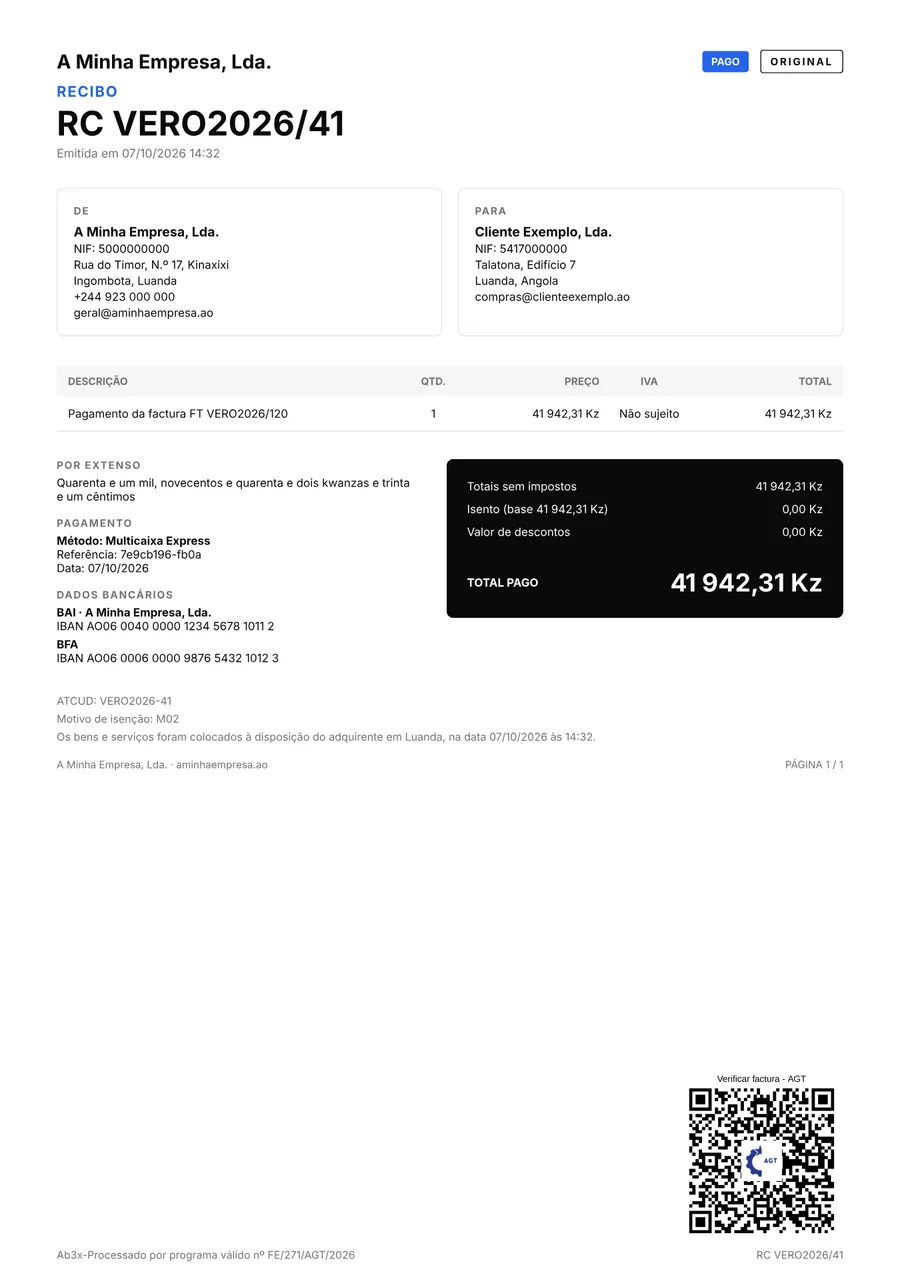 A Minha Empresa, Lda.
PAGO
ORIGINAL
RECIBO
RC VERO2026/41
Emitida em 07/10/2026 14:32
DE
A Minha Empresa, Lda.
NIF: 5000000000
Rua do Timor, N.º 17, Kinaxixi
Ingombota, Luanda
+244 923 000 000
geral@aminhaempresa.ao
PARA
Cliente Exemplo, Lda.
NIF: 5417000000
Talatona, Edifício 7
Luanda, Angola
compras@clienteexemplo.ao
DESCRIÇÃO QTD. PREÇO IVA TOTAL
Pagamento da factura FT VERO2026/120 1 41 942,31 Kz Não sujeito 41 942,31 Kz
POR EXTENSO
Quarenta e um mil, novecentos e quarenta e dois kwanzas e trinta
e um cêntimos
PAGAMENTO
Método: Multicaixa Express
Referência: 7e9cb196-fb0a
Data: 07/10/2026
DADOS BANCÁRIOS
BAI · A Minha Empresa, Lda.
IBAN AO06 0040 0000 1234 5678 1011 2
BFA
IBAN AO06 0006 0000 9876 5432 1012 3
Totais sem impostos 41 942,31 Kz
Isento (base 41 942,31 Kz) 0,00 Kz
Valor de descontos 0,00 Kz
TOTAL PAGO 41 942,31 Kz
ATCUD: VERO2026-41
Motivo de isenção: M02
Os bens e serviços foram colocados à disposição do adquirente em Luanda, na data 07/10/2026 às 14:32.
A Minha Empresa, Lda. · aminhaempresa.ao PÁGINA 1 / 1
Verificar factura - AGT
AGT
Ab3x-Processado por programa válido nº FE/271/AGT/2026 RC VERO2026/41